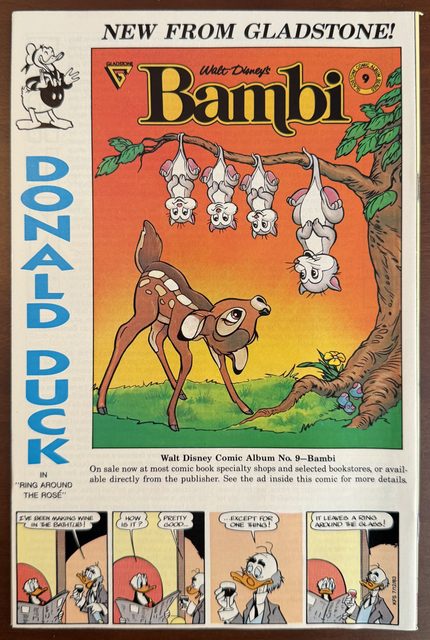 NEW FROM GLADSTONE!
GLADSTONE
Walt Disney's
Bambi
9
DONALD DUCK
IN
"RING AROUND
THE ROSÉ"
Walt Disney Comic Album No. 9—Bambi
On sale now at most comic book specialty shops and selected bookstores, or avail-
able directly from the publisher. See the ad inside this comic for more details.
I'VE BEEN MAKING WINE
IN THE BATHTUB!
HOW
IS IT?
PRETTY
GOOD...
...EXCEPT FOR
ONE THING!
IT LEAVES A RING
AROUND THE GLASS!